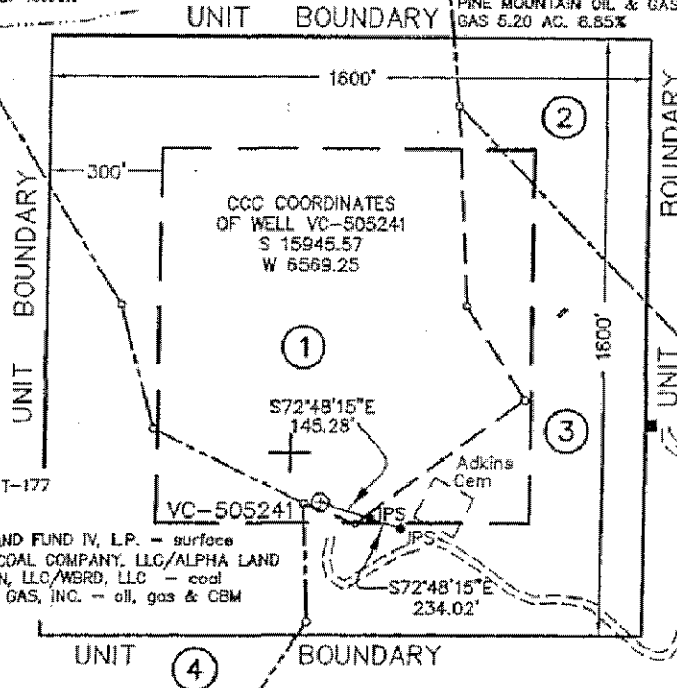 PINE MOUNTAIN OIL & GAS
GAS 5.20 AC. 6.85%
UNIT BOUNDARY
1600'
2
300'
CCC COORDINATES
OF WELL VC-505241
S 15945.57
W 6569.25
UNIT BOUNDARY
BOUNDARY
UNIT
1600'
1
S72°48'15"E
145.28'
3
Adkins
Cem
T-177
VC-505241
IPS
IPS
AND FUND IV, L.P. - surface
COAL COMPANY, LLC/ALPHA LAND
N, LLC/WBRD, LLC - coal
GAS, INC. - oil, gas & CBM
S72°48'15"E
234.02'
UNIT BOUNDARY
4